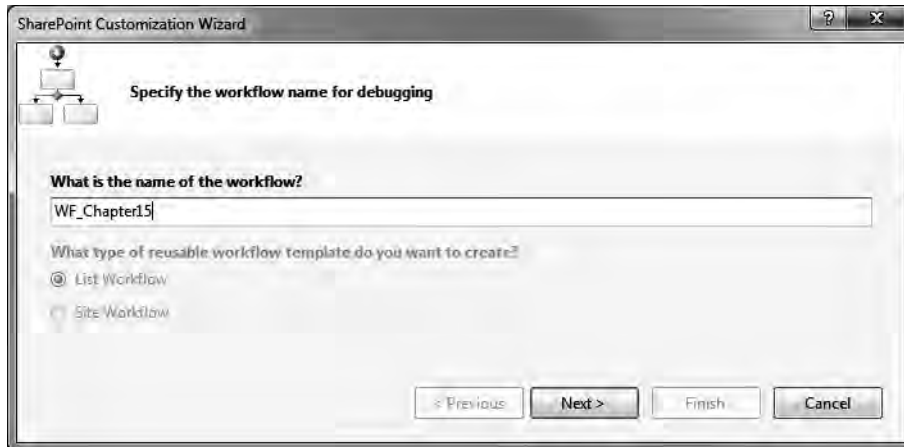 SharePoint Customization Wizard
?
X
Specify the workflow name for debugging
What is the name of the workflow?
WF_Chapter15
What type of reusable workflow template do you want to create?
List Workflow
Site Workflow
< Previous
Next >
Finish
Cancel